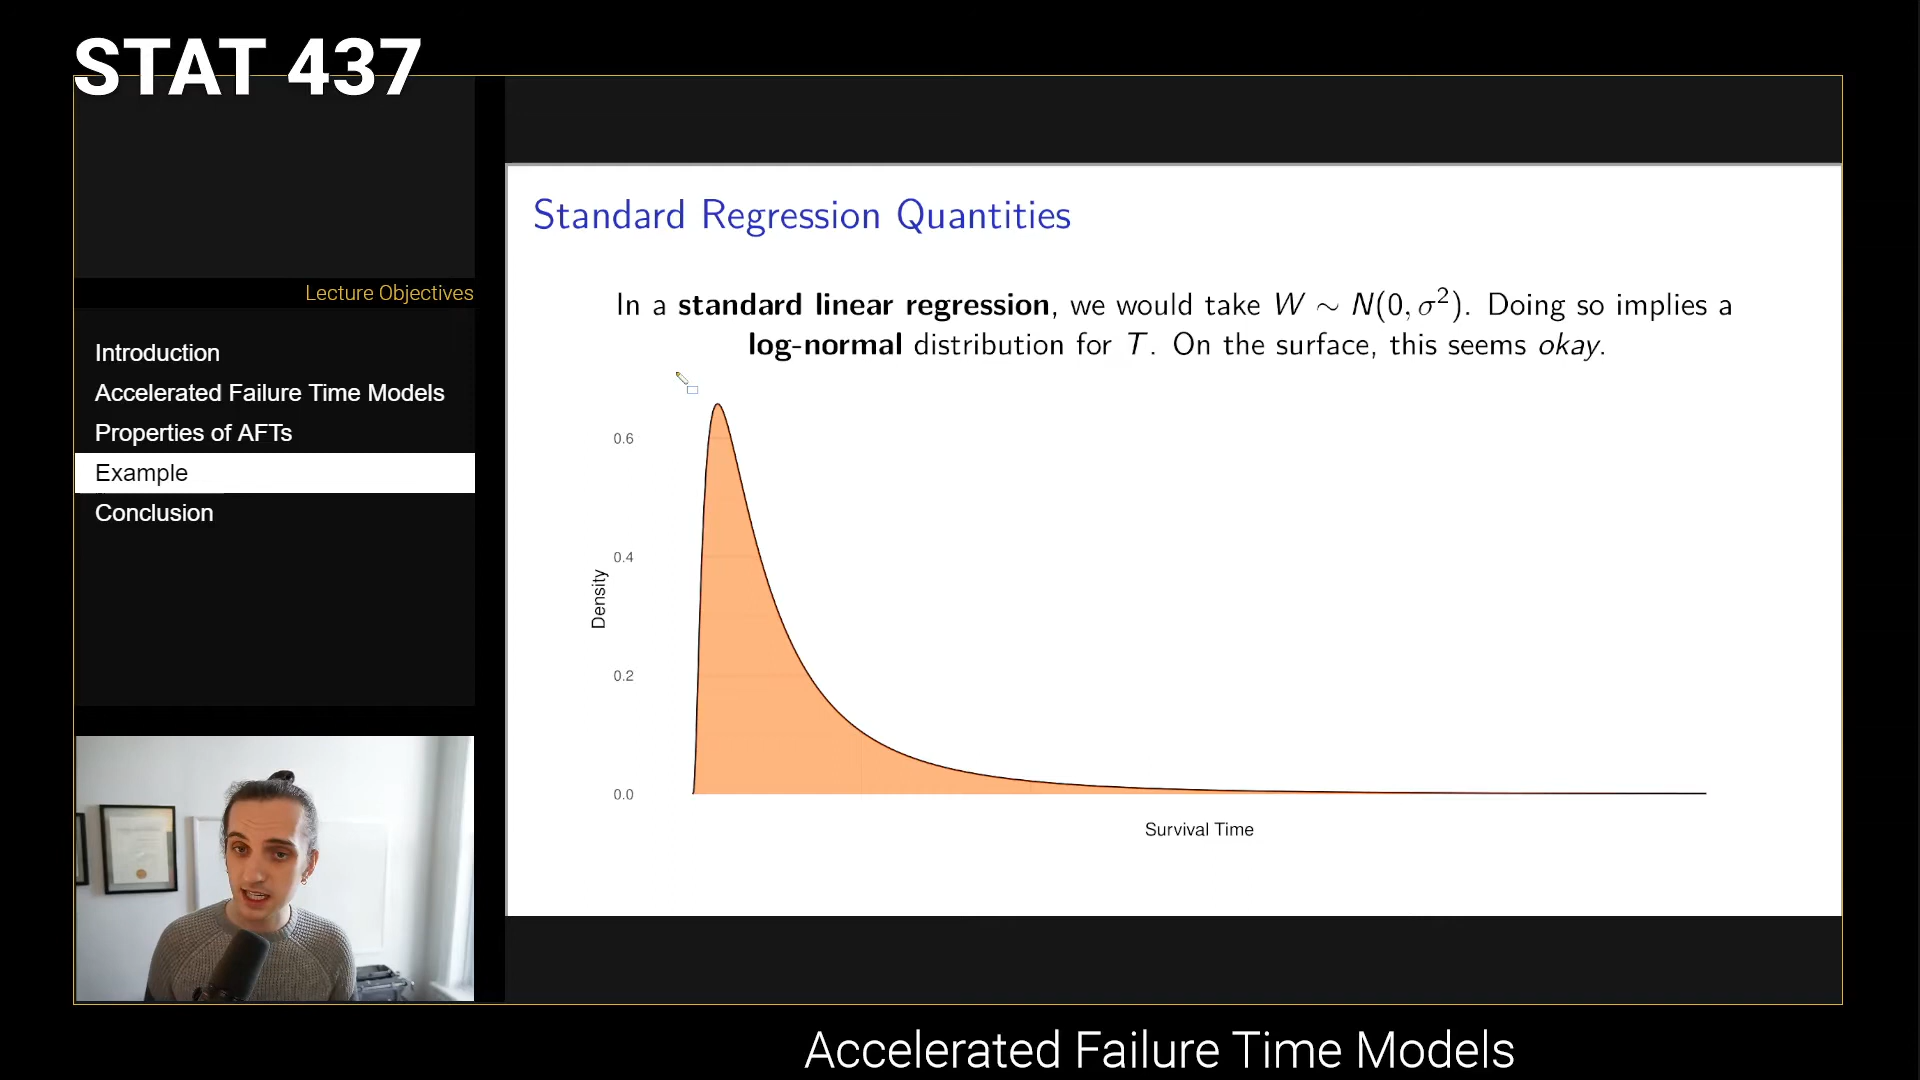 STAT 437
Lecture Objectives
Introduction
Accelerated Failure Time Models
Properties of AFTs
Example
Conclusion
Standard Regression Quantities
In a standard linear regression, we would take W ∼ N(0, σ²). Doing so implies a
log-normal distribution for T. On the surface, this seems okay.
0.6
0.4
0.2
0.0
Density
Survival Time
Accelerated Failure Time Models